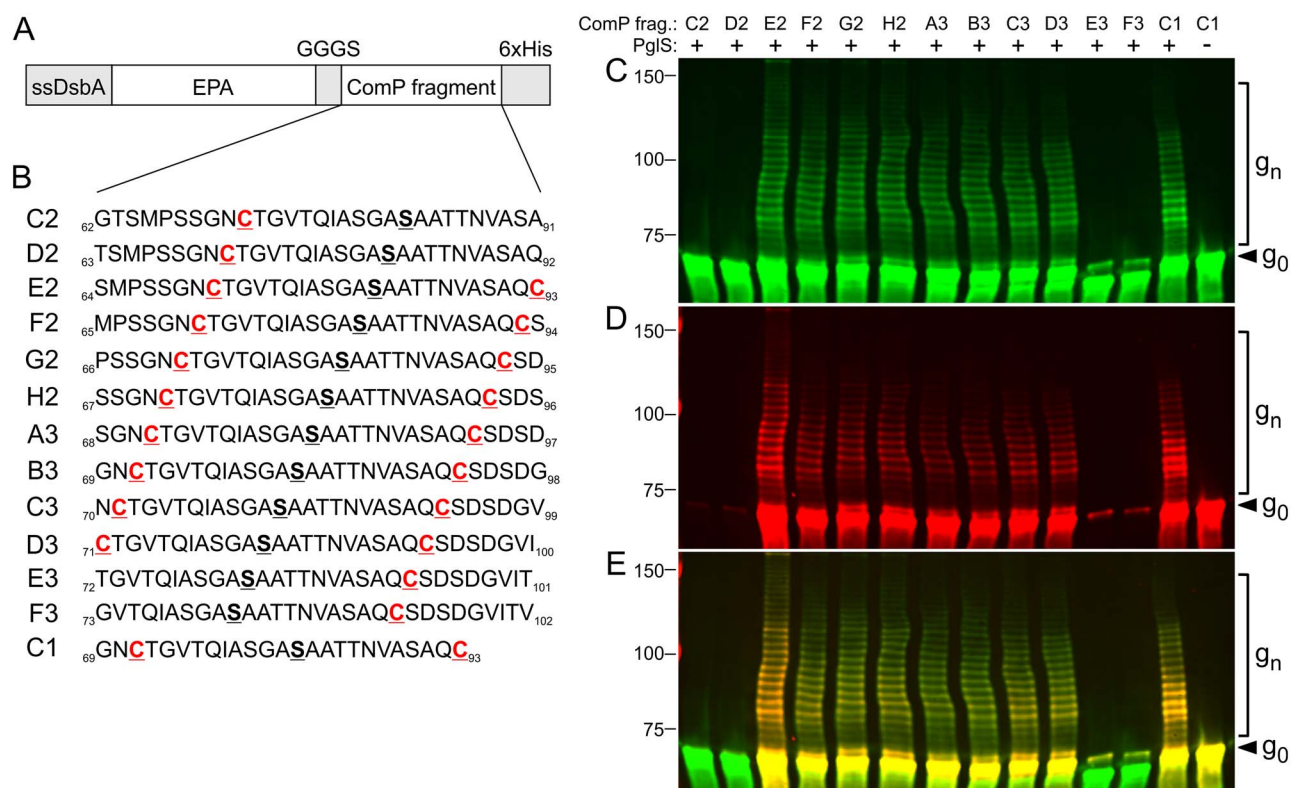 A
GGGS 6xHis
ssDsbA EPA ComP fragment
B
C2 62GTSMPSSGNCTGVTQIASGASAATTNVASA91
D2 63TSMPSSGNCTGVTQIASGASAATTNVASAQ92
E2 64SMPSSGNCTGVTQIASGASAATTNVASAQC93
F2 65MPSSGNCTGVTQIASGASAATTNVASAQCS94
G2 66PSSGNCTGVTQIASGASAATTNVASAQCSD95
H2 67SSGNCTGVTQIASGASAATTNVASAQCSDS96
A3 68SGNCTGVTQIASGASAATTNVASAQCSDSD97
B3 69GNCTGVTQIASGASAATTNVASAQCSDSDG98
C3 70NCTGVTQIASGASAATTNVASAQCSDSDGV99
D3 71CTGVTQIASGASAATTNVASAQCSDSDGVI100
E3 72TGVTQIASGASAATTNVASAQCSDSDGVIT101
F3 73GVTQIASGASAATTNVASAQCSDSDGVITV102
C1 69GNCTGVTQIASGASAATTNVASAQC93
ComP frag.: C2 D2 E2 F2 G2 H2 A3 B3 C3 D3 E3 F3 C1 C1
PglS: + + + + + + + + + + + + + -
C
150
100
75
gn
g0
D
150
100
75
gn
g0
E
150
100
75
gn
g0